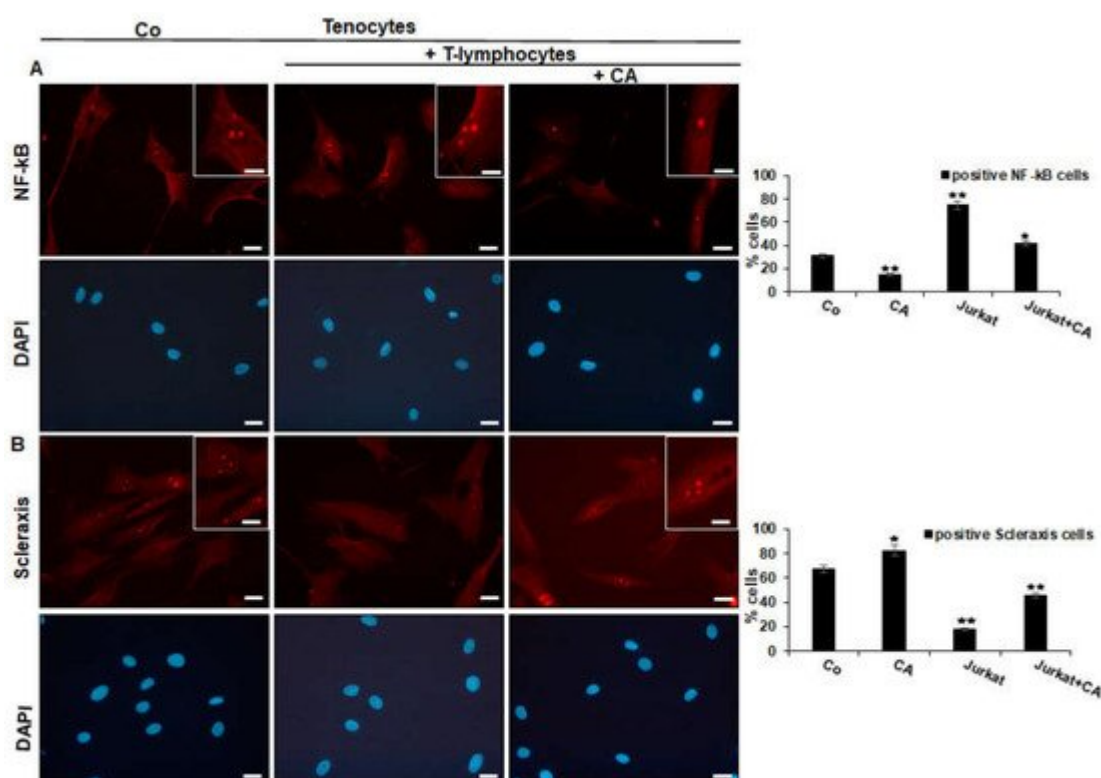 Co Tenocytes
+ T-lymphocytes
+ CA
A
NF-kB
DAPI
B
Scleraxis
DAPI
■positive NF-kB cells
% cells
100
80
60
40
20
0
**
**
*
Co CA Jurkat Jurkat+CA
■positive Scleraxis cells
% cells
100
80
60
40
20
0
*
**
**
Co CA Jurkat Jurkat+CA